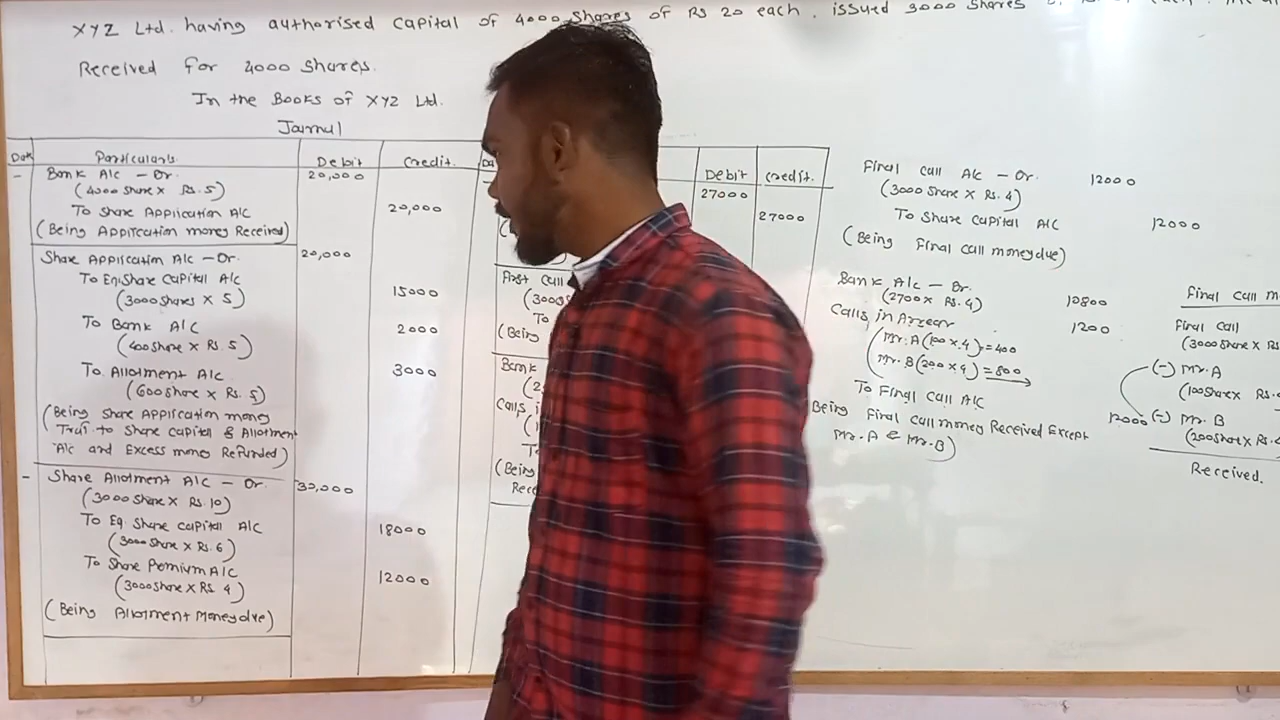 XYZ Ltd. having authorised capital of 4000 shares of Rs 20 each. issued 3000 shares
Received for 4000 shares.
In the Books of XYZ Ltd.
Journal
Date Particulars Debit Credit.
- Bank A/c - Dr. 20,000
(4000 share x Rs. 5)
To Share Application A/C 20,000
(Being Application money Received)
Share Application A/c - Dr. 20,000
To Eq. Share Capital A/c
(3000 shares x 5) 15000
To Bank A/C 2000
(400 share x Rs. 5)
To Allotment A/C. 3000
(600 share x Rs. 5)
(Being share Application money
Tran to share capital & Allotment
A/c and Excess money Refunded)
- Share Allotment A/C - Dr. 30,000
(3000 share x Rs. 10)
To Eq. Share capital A/C 18000
(3000 share x Rs. 6)
To Share Premium A/C 12000
(3000 share x Rs 4)
(Being Allotment Money due)
Debit Credit.
27000
27000
First call
(3000
To
(Being
Bank
Calls
(Being
Final call A/c - Dr. 12000
(3000 share x Rs. 4)
To Share Capital A/C 12000
(Being Final call money due)
Bank A/c - Dr. 10800
(2700 x Rs. 4)
Calls in Arrear 1200
(Mr. A (100 x 4) = 400
Mr. B (200 x 4) = 800
To Final call A/C 12000
Being Final call money Received Except
Mr. A & Mr. B)
Final call
Final call
(3000 share x Rs
(-) Mr. A
(100 share x Rs.
(-) Mr. B
(200 share x Rs.
Received.